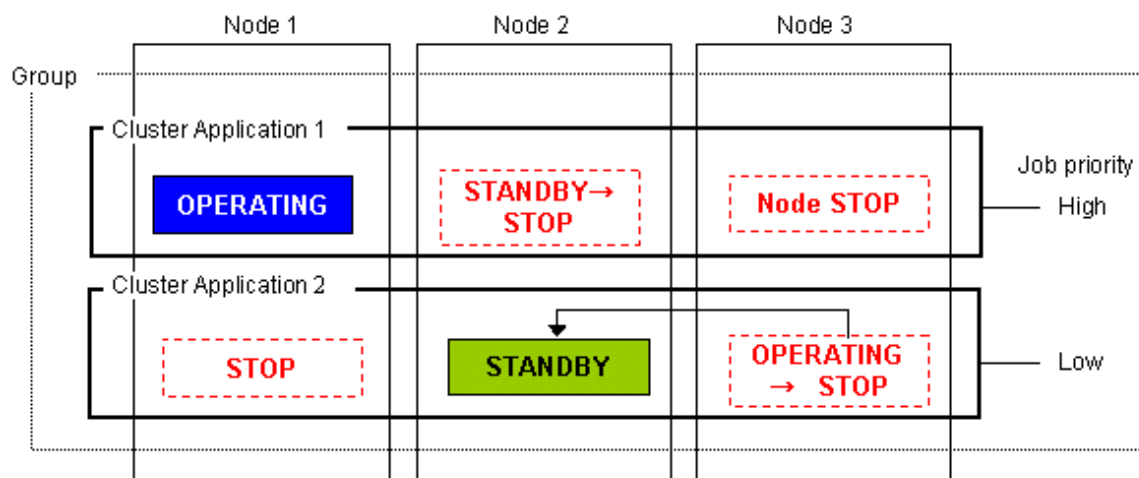 Node 1
Node 2
Node 3
Group
Cluster Application 1
Job priority
OPERATING
STANDBY→
STOP
Node STOP
High
Cluster Application 2
STOP
STANDBY
OPERATING
→ STOP
Low